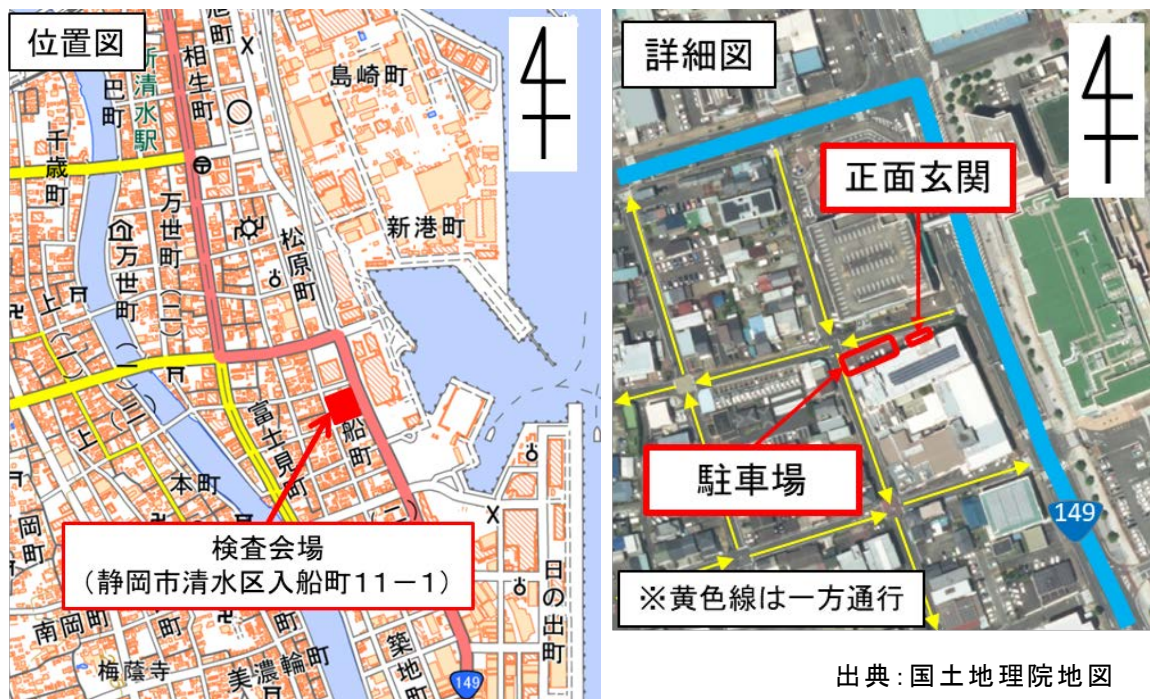 位置図
相生町
新清水駅
巴町
千歳町
島崎町
新港町
万世町(二)
万世町(一)
松原町
上(一)
上(二)
富士見町
船町
本町
検査会場
(静岡市清水区入船町11-1)
南岡町
梅蔭寺
美濃輪町
築地町
日の出町
149
詳細図
正面玄関
駐車場
149
※黄色線は一方通行
出典:国土地理院地図